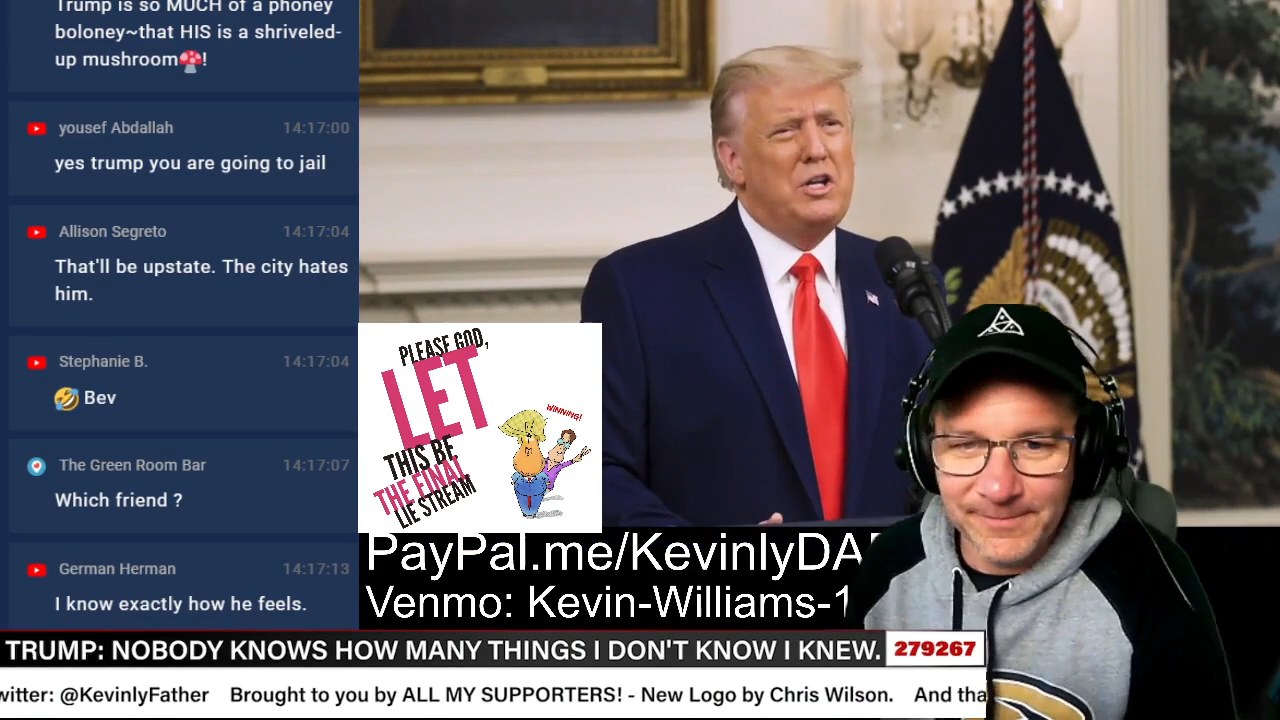 Trump is so MUCH of a phoney
boloney~that HIS is a shriveled-
up mushroom🍄!
yousef Abdallah 14:17:00
yes trump you are going to jail
Allison Segreto 14:17:04
That'll be upstate. The city hates
him.
Stephanie B. 14:17:04
🤣 Bev
The Green Room Bar 14:17:07
Which friend ?
German Herman 14:17:13
I know exactly how he feels.
PLEASE GOD,
LET
THIS BE
THE FINAL
LIE STREAM
WINNING!
PayPal.me/KevinlyDA
Venmo: Kevin-Williams-1
TRUMP: NOBODY KNOWS HOW MANY THINGS I DON'T KNOW I KNEW. 279267
witter: @KevinlyFather Brought to you by ALL MY SUPPORTERS! - New Logo by Chris Wilson. And tha